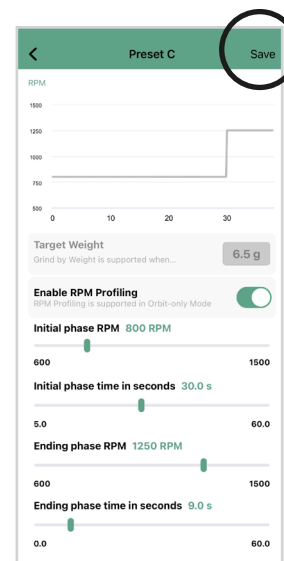 Preset C
Save
RPM
1500
1250
1000
750
500
0 10 20 30
Target Weight
Grind by Weight is supported when...
6.5 g
Enable RPM Profiling
RPM Profiling is supported in Orbit-only Mode
Initial phase RPM 800 RPM
600 1500
Initial phase time in seconds 30.0 s
5.0 60.0
Ending phase RPM 1250 RPM
600 1500
Ending phase time in seconds 9.0 s
0.0 60.0